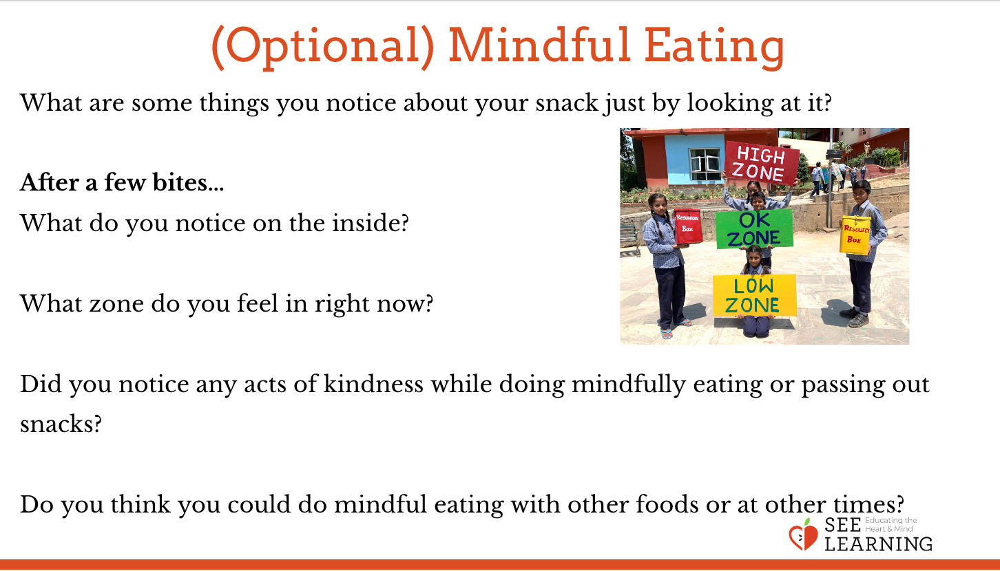 (Optional) Mindful Eating
What are some things you notice about your snack just by looking at it?
After a few bites...
What do you notice on the inside?
What zone do you feel in right now?
Did you notice any acts of kindness while doing mindfully eating or passing out
snacks?
Do you think you could do mindful eating with other foods or at other times?
HIGH
ZONE
RESOURCES
BOX
OK
ZONE
RESOURCES
BOX
LOW
ZONE
SEE
LEARNING
Educating the
Heart & Mind